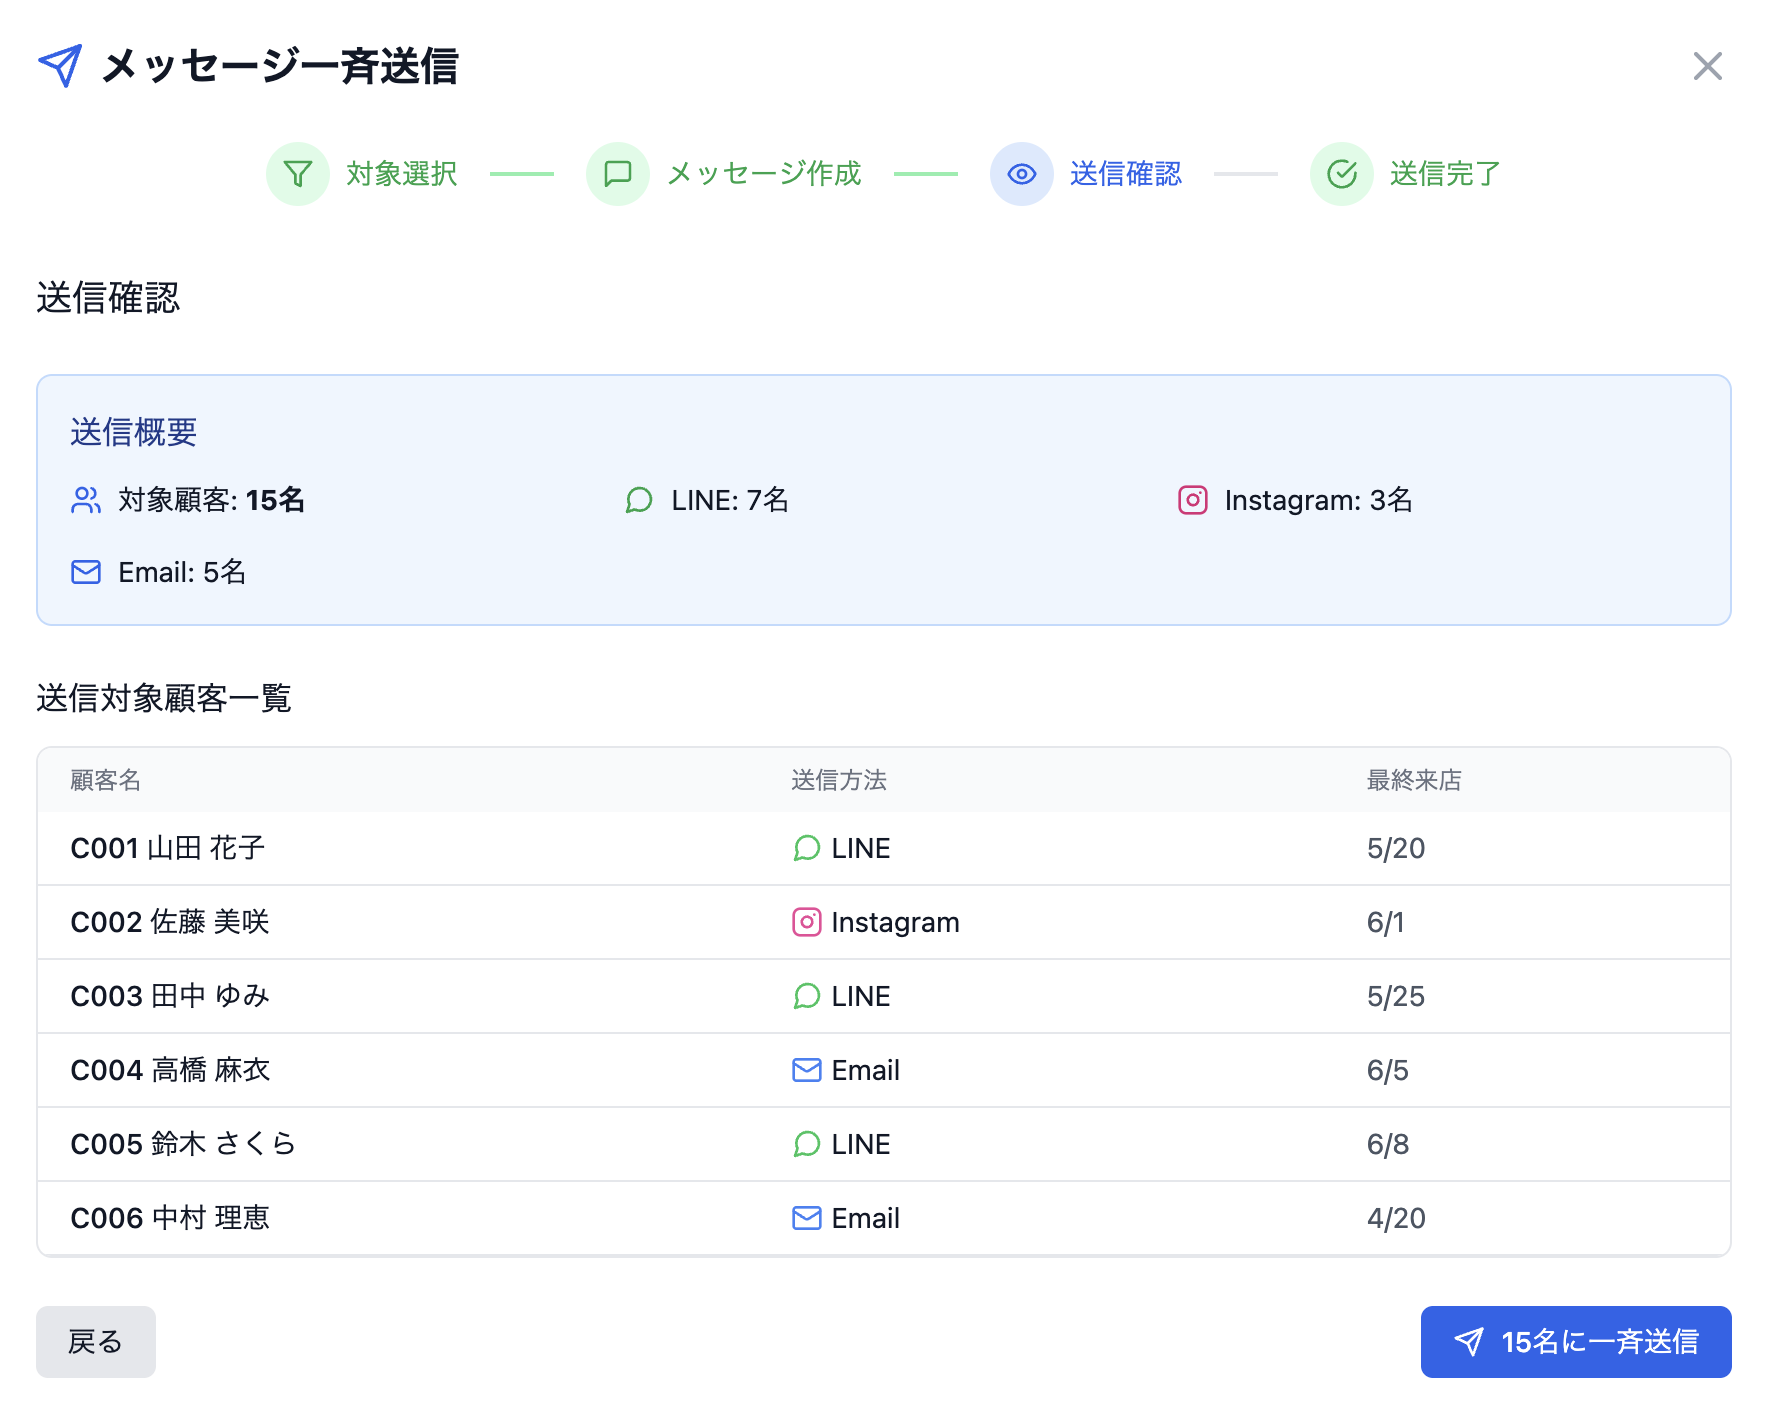 メッセージ一斉送信
対象選択 メッセージ作成 送信確認 送信完了
送信確認
送信概要
対象顧客: 15名 LINE: 7名 Instagram: 3名
Email: 5名
送信対象顧客一覧
顧客名 送信方法 最終来店
C001 山田 花子 LINE 5/20
C002 佐藤 美咲 Instagram 6/1
C003 田中 ゆみ LINE 5/25
C004 高橋 麻衣 Email 6/5
C005 鈴木 さくら LINE 6/8
C006 中村 理恵 Email 4/20
戻る 15名に一斉送信